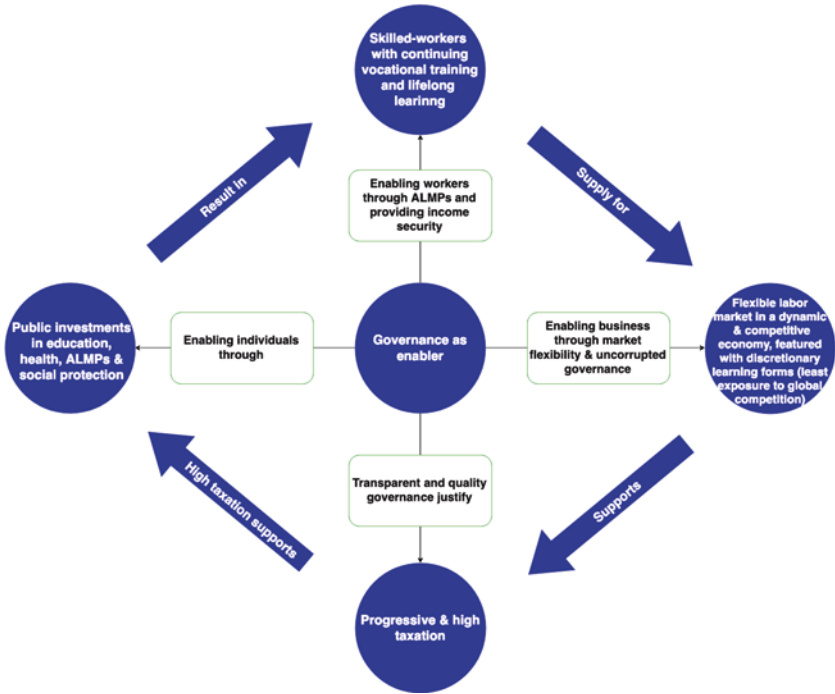 Skilled-workers
with continuing
vocational training
and lifelong
learinng
Result in
Supply for
Enabling workers
through ALMPs and
providing income
security
Public investments
in education,
health, ALMPs &
social protection
Enabling individuals
through
Governance as
enabler
Enabling business
through market
flexibility & uncorrupted
governance
Flexible labor
market in a dynamic
& competitive
economy, featured
with discretionary
learning forms (least
exposure to global
competition)
High taxation supports
Transparent and quality
governance justify
Supports
Progressive & high
taxation